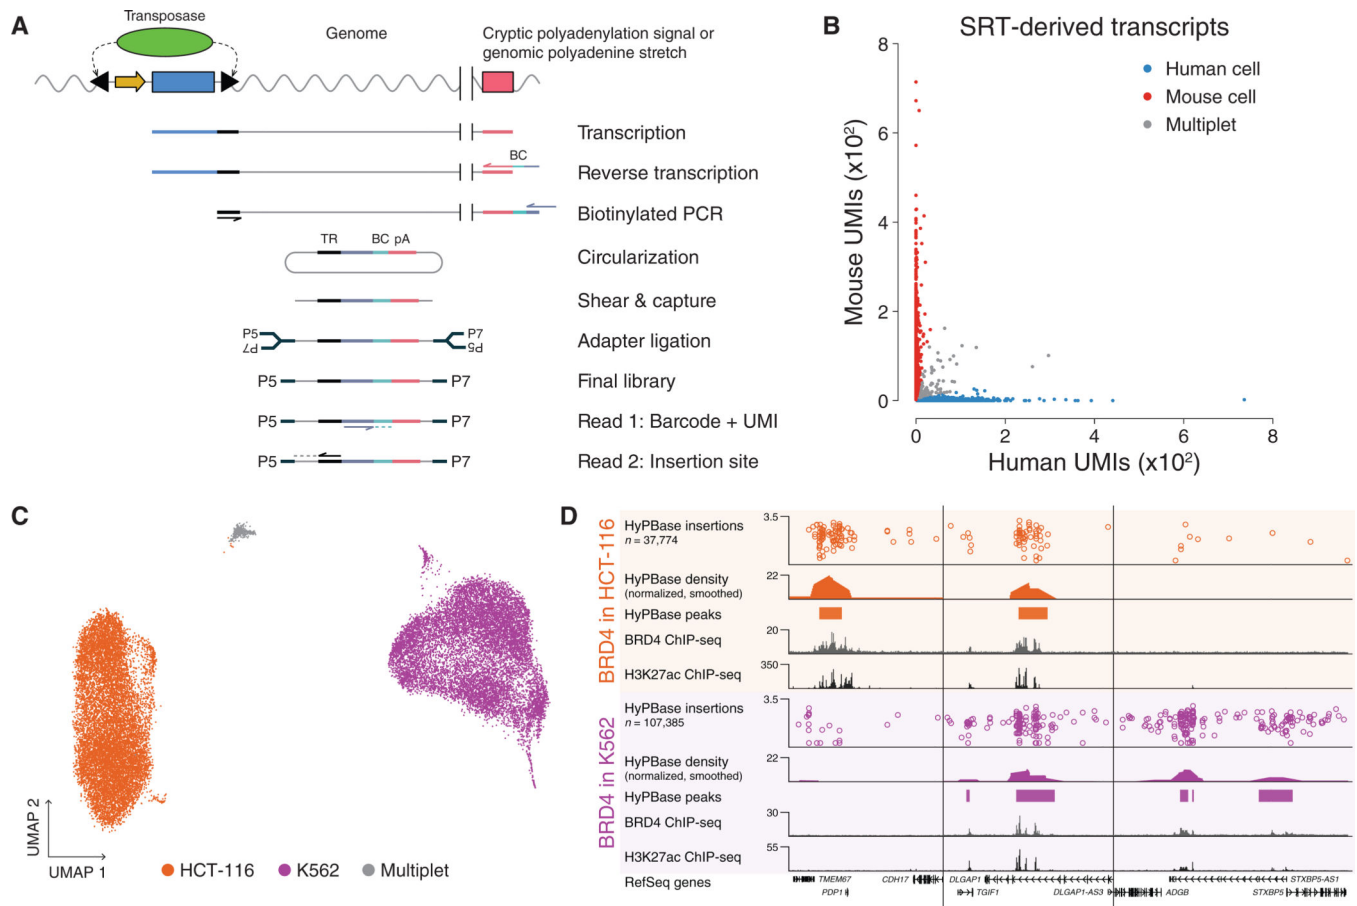 A
Transposase
Genome
Cryptic polyadenylation signal or
genomic polyadenine stretch
Transcription
BC
Reverse transcription
Biotinylated PCR
TR BC pA
Circularization
Shear & capture
P5 P7
P7 P5
Adapter ligation
P5 P7
Final library
P5 P7
Read 1: Barcode + UMI
P5 P7
Read 2: Insertion site
B
SRT-derived transcripts
Human cell
Mouse cell
Multiplet
Mouse UMIs (x10²)
8
6
4
2
0
0 2 4 6 8
Human UMIs (x10²)
C
UMAP 2
UMAP 1
HCT-116
K562
Multiplet
D
BRD4 in HCT-116
HyPBase insertions
n = 37,774
3.5
HyPBase density
(normalized, smoothed)
22
HyPBase peaks
BRD4 ChIP-seq
20
H3K27ac ChIP-seq
350
BRD4 in K562
HyPBase insertions
n = 107,385
3.5
HyPBase density
(normalized, smoothed)
22
HyPBase peaks
BRD4 ChIP-seq
30
H3K27ac ChIP-seq
55
RefSeq genes
TMEM67 CDH17 DLGAP1 STXBP5-AS1
PDP1 TGIF1 DLGAP1-AS3 ADGB STXBP5